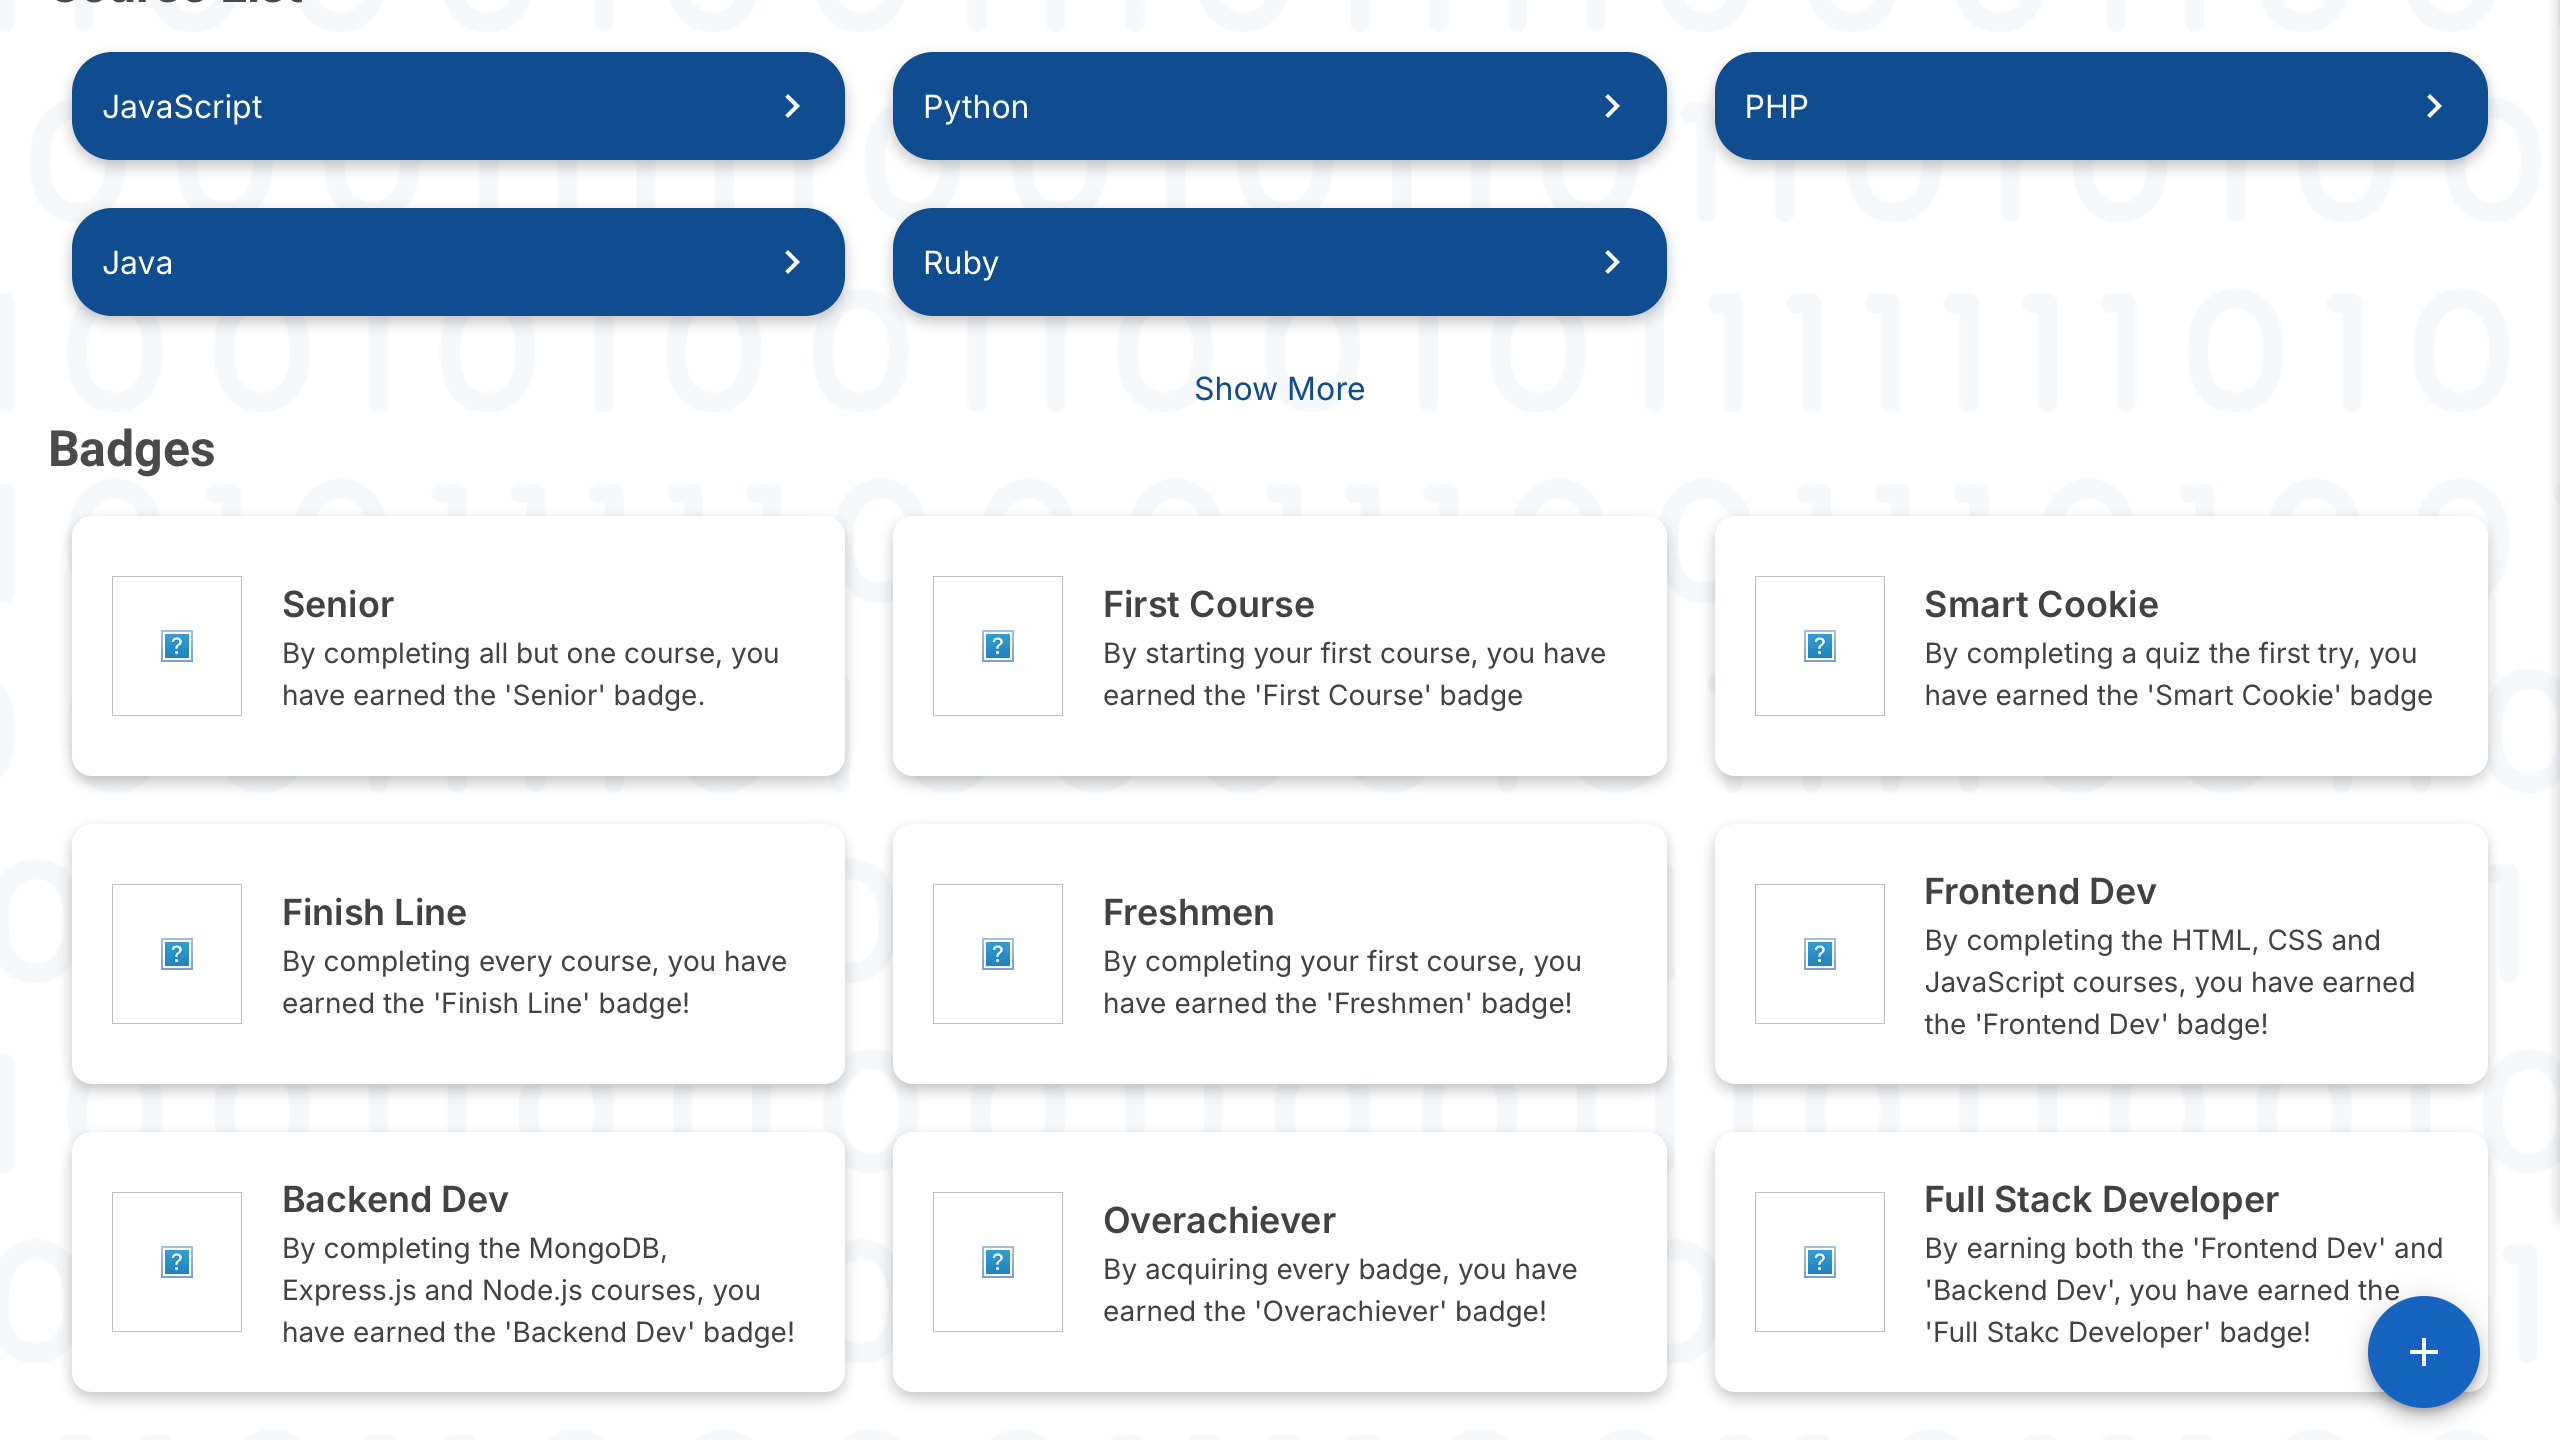 JavaScript
Python
PHP
Java
Ruby
Show More
Badges
Senior
By completing all but one course, you
have earned the 'Senior' badge.
First Course
By starting your first course, you have
earned the 'First Course' badge
Smart Cookie
By completing a quiz the first try, you
have earned the 'Smart Cookie' badge
Finish Line
By completing every course, you have
earned the 'Finish Line' badge!
Freshmen
By completing your first course, you
have earned the 'Freshmen' badge!
Frontend Dev
By completing the HTML, CSS and
JavaScript courses, you have earned
the 'Frontend Dev' badge!
Backend Dev
By completing the MongoDB,
Express.js and Node.js courses, you
have earned the 'Backend Dev' badge!
Overachiever
By acquiring every badge, you have
earned the 'Overachiever' badge!
Full Stack Developer
By earning both the 'Frontend Dev' and
'Backend Dev', you have earned the
'Full Stakc Developer' badge!